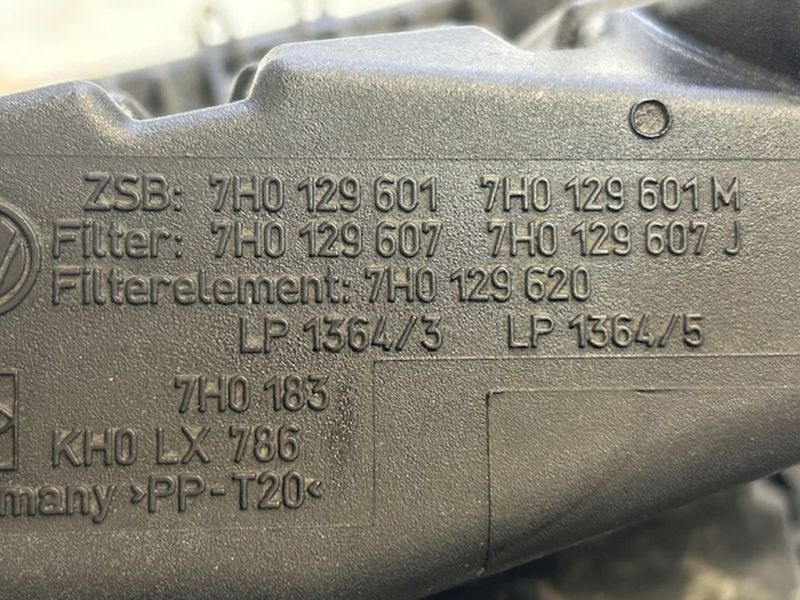 ZSB: 7H0 129 601 7H0 129 601 M
Filter: 7H0 129 607 7H0 129 607 J
Filterelement: 7H0 129 620
LP 1364/3 LP 1364/5
7H0 183
KH0 LX 786
>PP-T20<